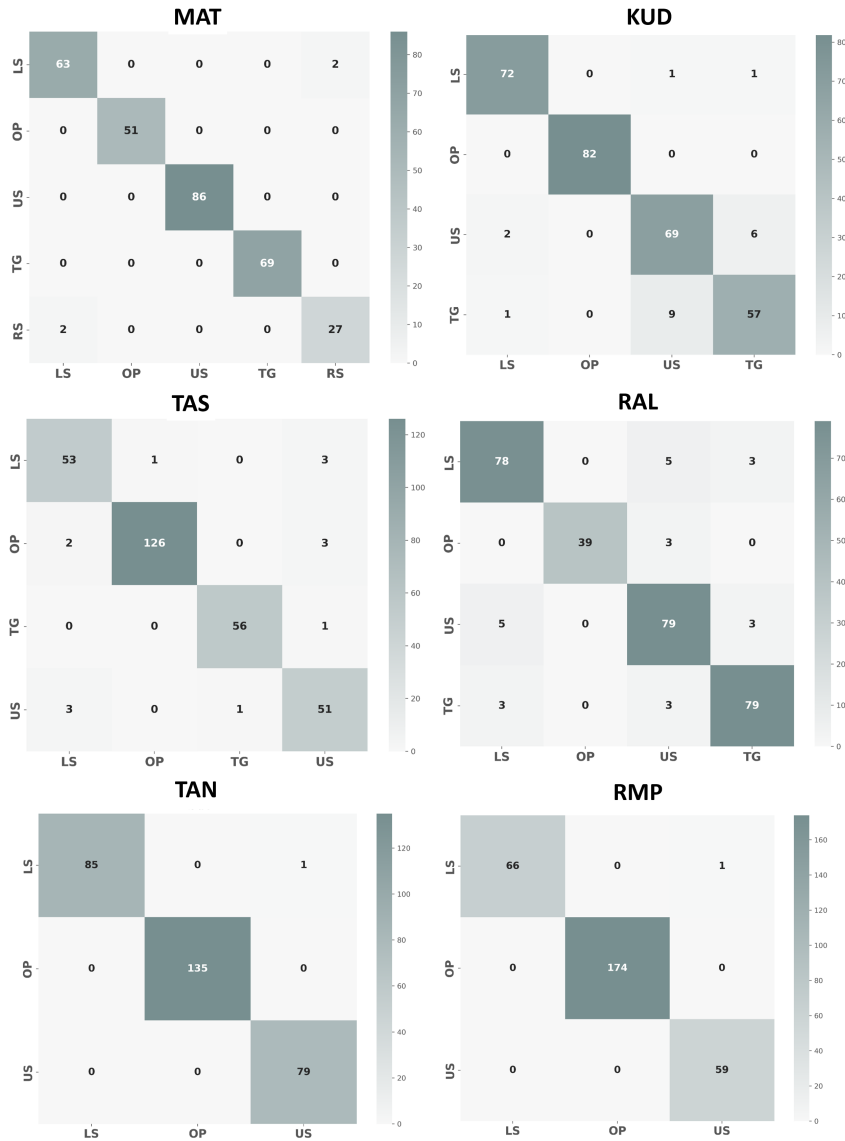 MAT
LS 63 0 0 0 2
OP 0 51 0 0 0
US 0 0 86 0 0
TG 0 0 0 69 0
RS 2 0 0 0 27
LS OP US TG RS
80
70
60
50
40
30
20
10
0
KUD
LS 72 0 1 1
OP 0 82 0 0
US 2 0 69 6
TG 1 0 9 57
LS OP US TG
80
70
60
50
40
30
20
10
0
TAS
LS 53 1 0 3
OP 2 126 0 3
TG 0 0 56 1
US 3 0 1 51
LS OP TG US
120
100
80
60
40
20
0
RAL
LS 78 0 5 3
OP 0 39 3 0
US 5 0 79 3
TG 3 0 3 79
LS OP US TG
70
60
50
40
30
20
10
0
TAN
LS 85 0 1
OP 0 135 0
US 0 0 79
LS OP US
120
100
80
60
40
20
0
RMP
LS 66 0 1
OP 0 174 0
US 0 0 59
LS OP US
160
140
120
100
80
60
40
20
0